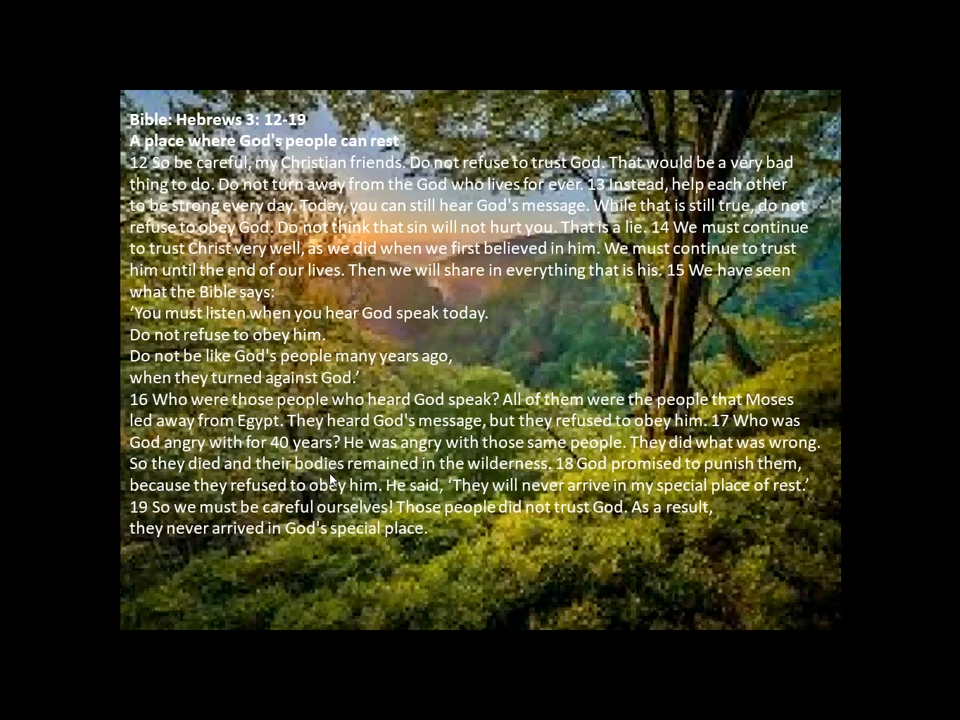 Bible: Hebrews 3: 12-19
A place where God's people can rest
12 So be careful, my Christian friends. Do not refuse to trust God. That would be a very bad
thing to do. Do not turn away from the God who lives for ever. 13 Instead, help each other
to be strong every day. Today, you can still hear God's message. While that is still true, do not
refuse to obey God. Do not think that sin will not hurt you. That is a lie. 14 We must continue
to trust Christ very well, as we did when we first believed in him. We must continue to trust
him until the end of our lives. Then we will share in everything that is his. 15 We have seen
what the Bible says:
‘You must listen when you hear God speak today.
Do not refuse to obey him.
Do not be like God's people many years ago,
when they turned against God.’
16 Who were those people who heard God speak? All of them were the people that Moses
led away from Egypt. They heard God's message, but they refused to obey him. 17 Who was
God angry with for 40 years? He was angry with those same people. They did what was wrong.
So they died and their bodies remained in the wilderness. 18 God promised to punish them,
because they refused to obey him. He said, ‘They will never arrive in my special place of rest.’
19 So we must be careful ourselves! Those people did not trust God. As a result,
they never arrived in God's special place.